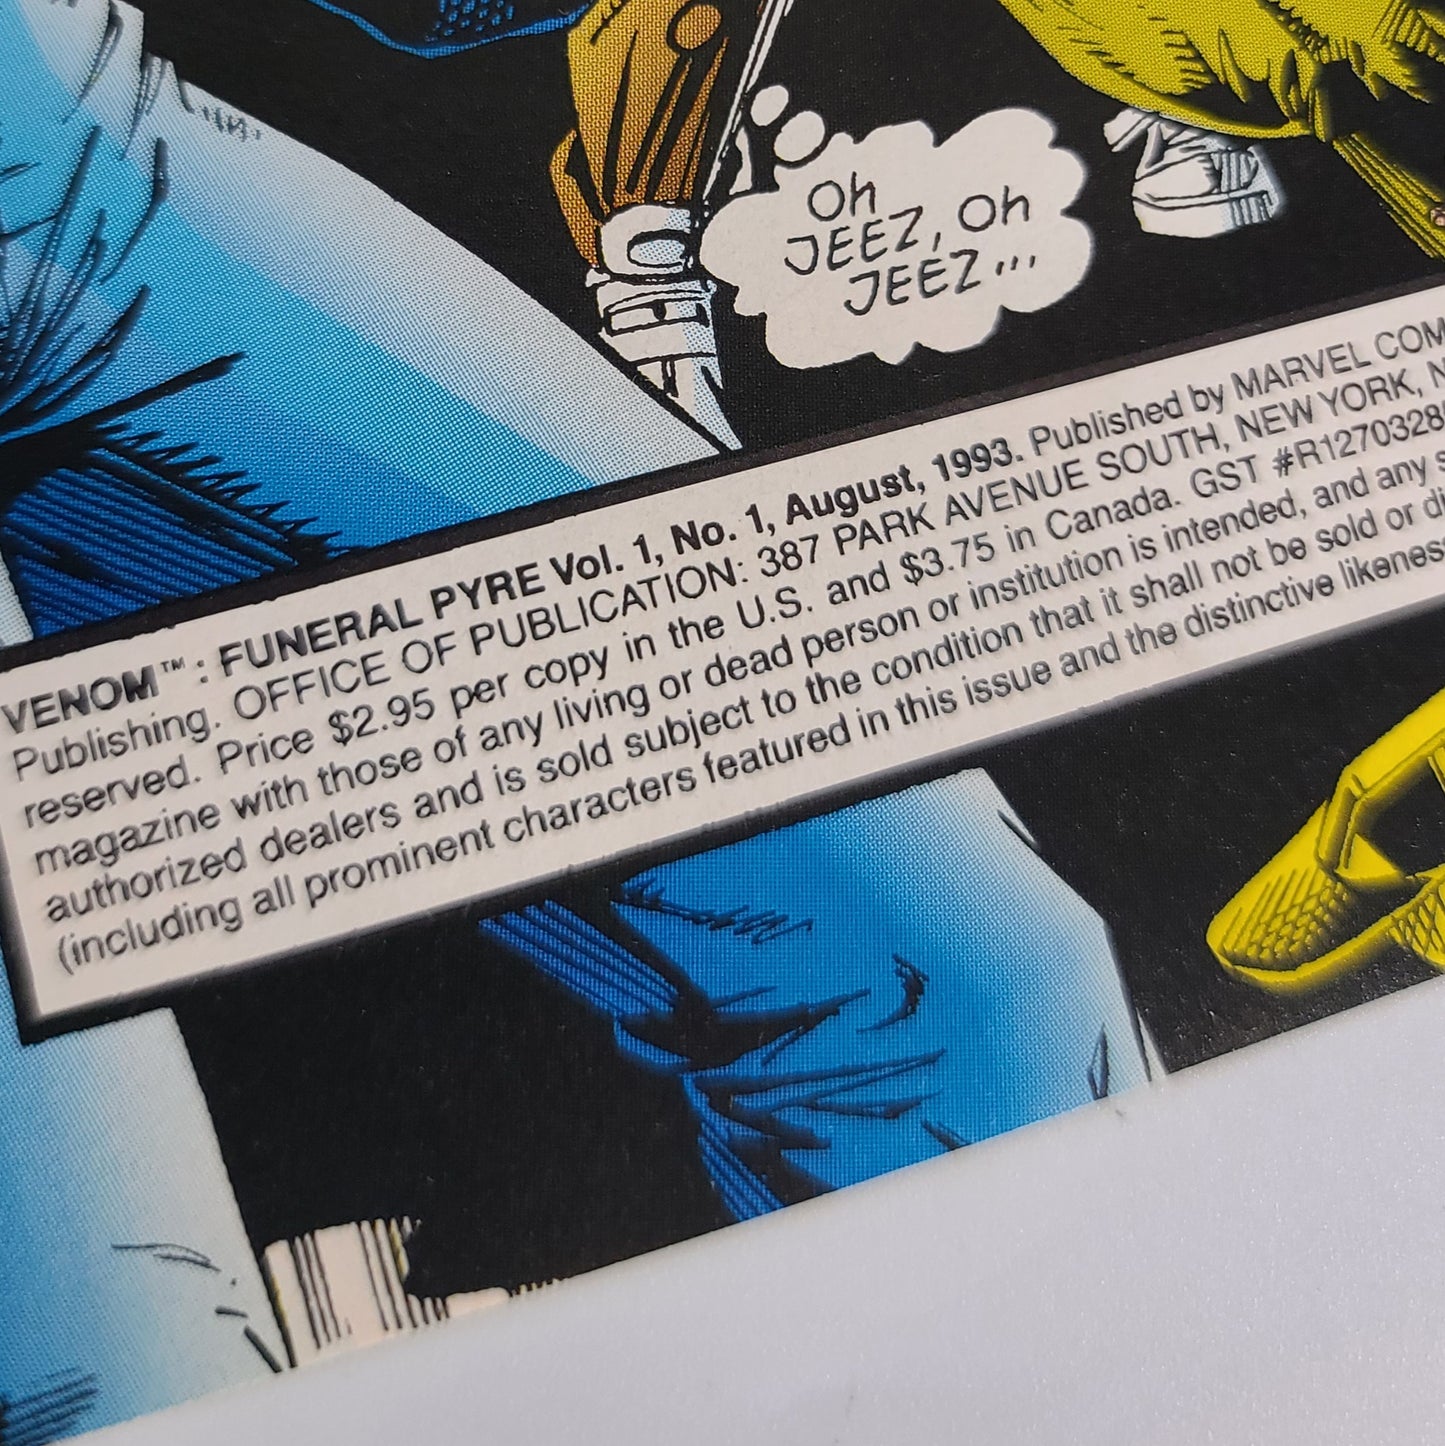 Oh
JEEZ, Oh
JEEZ...
VENOM™: FUNERAL PYRE Vol. 1, No. 1, August, 1993. Published by MARVEL COM
Publishing. OFFICE OF PUBLICATION: 387 PARK AVENUE SOUTH, NEW YORK, N
reserved. Price $2.95 per copy in the U.S. and $3.75 in Canada. GST #R1270328
magazine with those of any living or dead person or institution is intended, and any s
authorized dealers and is sold subject to the condition that it shall not be sold or di
(including all prominent characters featured in this issue and the distinctive likeness